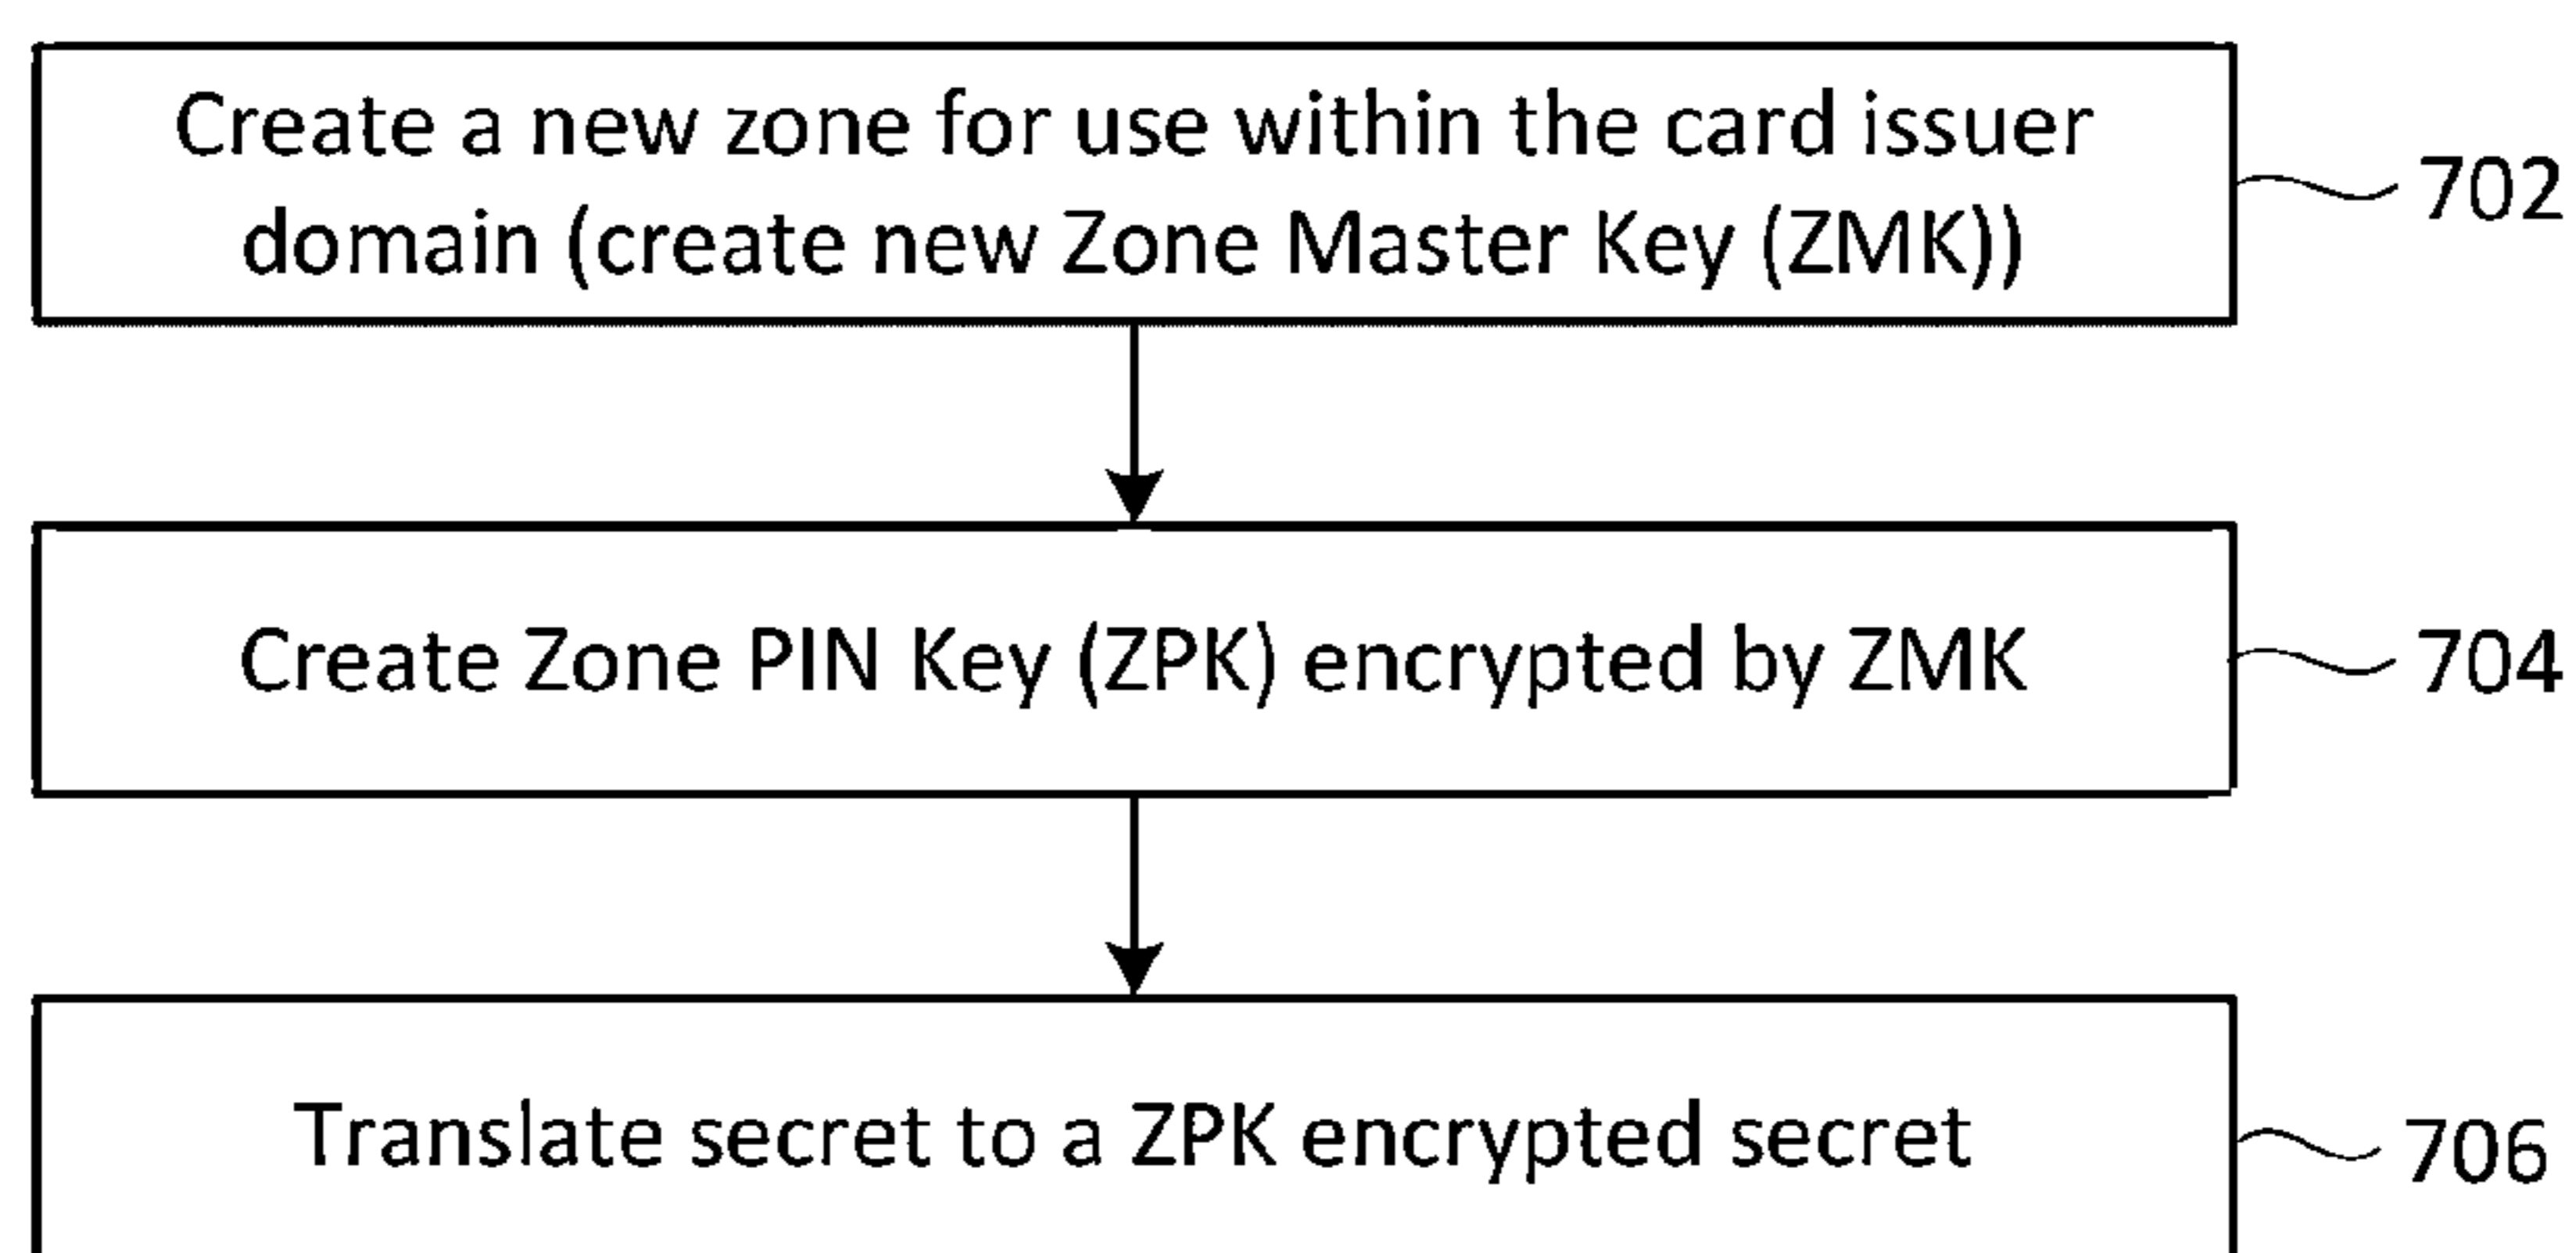 Create a new zone for use within the card issuer
domain (create new Zone Master Key (ZMK))
702
Create Zone PIN Key (ZPK) encrypted by ZMK
704
Translate secret to a ZPK encrypted secret
706